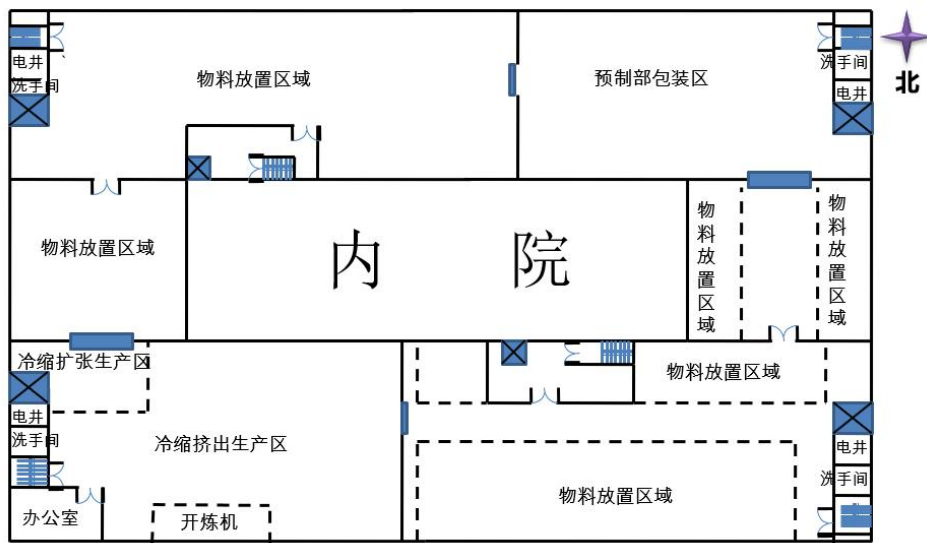 电井
洗手间
物料放置区域
预制部包装区
洗手间
电井
北
物料放置区域
内院
物料放置区域
物料放置区域
冷缩扩张生产区
物料放置区域
电井
洗手间
冷缩挤出生产区
电井
洗手间
物料放置区域
办公室
开炼机